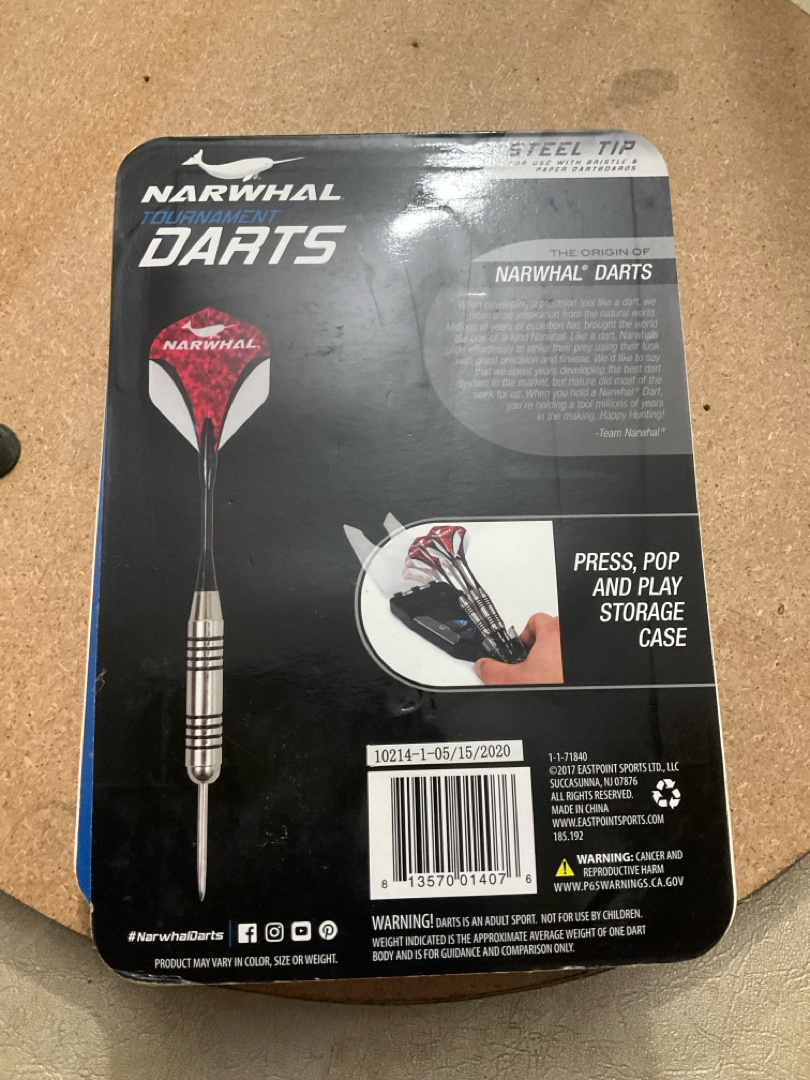 NARWHAL
TOURNAMENT
DARTS
STEEL TIP
FOR USE WITH BRISTLE &
PAPER DARTBOARDS
THE ORIGIN OF
NARWHAL® DARTS
When developing a precision tool like a dart, we
often draw inspiration from the natural world.
Millions of years of evolution has brought the world
the one-of-a-kind Narwhal. Like a dart, Narwhals
glide effortlessly to strike their prey using their tusk
with great precision and finesse. We'd like to say
that we spent years developing the best dart
system in the market, but nature did most of the
work for us. When you hold a Narwhal® Dart,
you're holding a tool millions of years
in the making. Happy Hunting!
-Team Narwhal®
NARWHAL
PRESS, POP
AND PLAY
STORAGE
CASE
10214-1-05/15/2020
8 13570 01407 6
1-1-71840
©2017 EASTPOINT SPORTS LTD., LLC
SUCCASUNNA, NJ 07876
ALL RIGHTS RESERVED.
MADE IN CHINA
WWW.EASTPOINTSPORTS.COM
185.192
WARNING: CANCER AND
REPRODUCTIVE HARM
WWW.P65WARNINGS.CA.GOV
#NarwhalDarts
PRODUCT MAY VARY IN COLOR, SIZE OR WEIGHT.
WARNING! DARTS IS AN ADULT SPORT. NOT FOR USE BY CHILDREN.
WEIGHT INDICATED IS THE APPROXIMATE AVERAGE WEIGHT OF ONE DART
BODY AND IS FOR GUIDANCE AND COMPARISON ONLY.